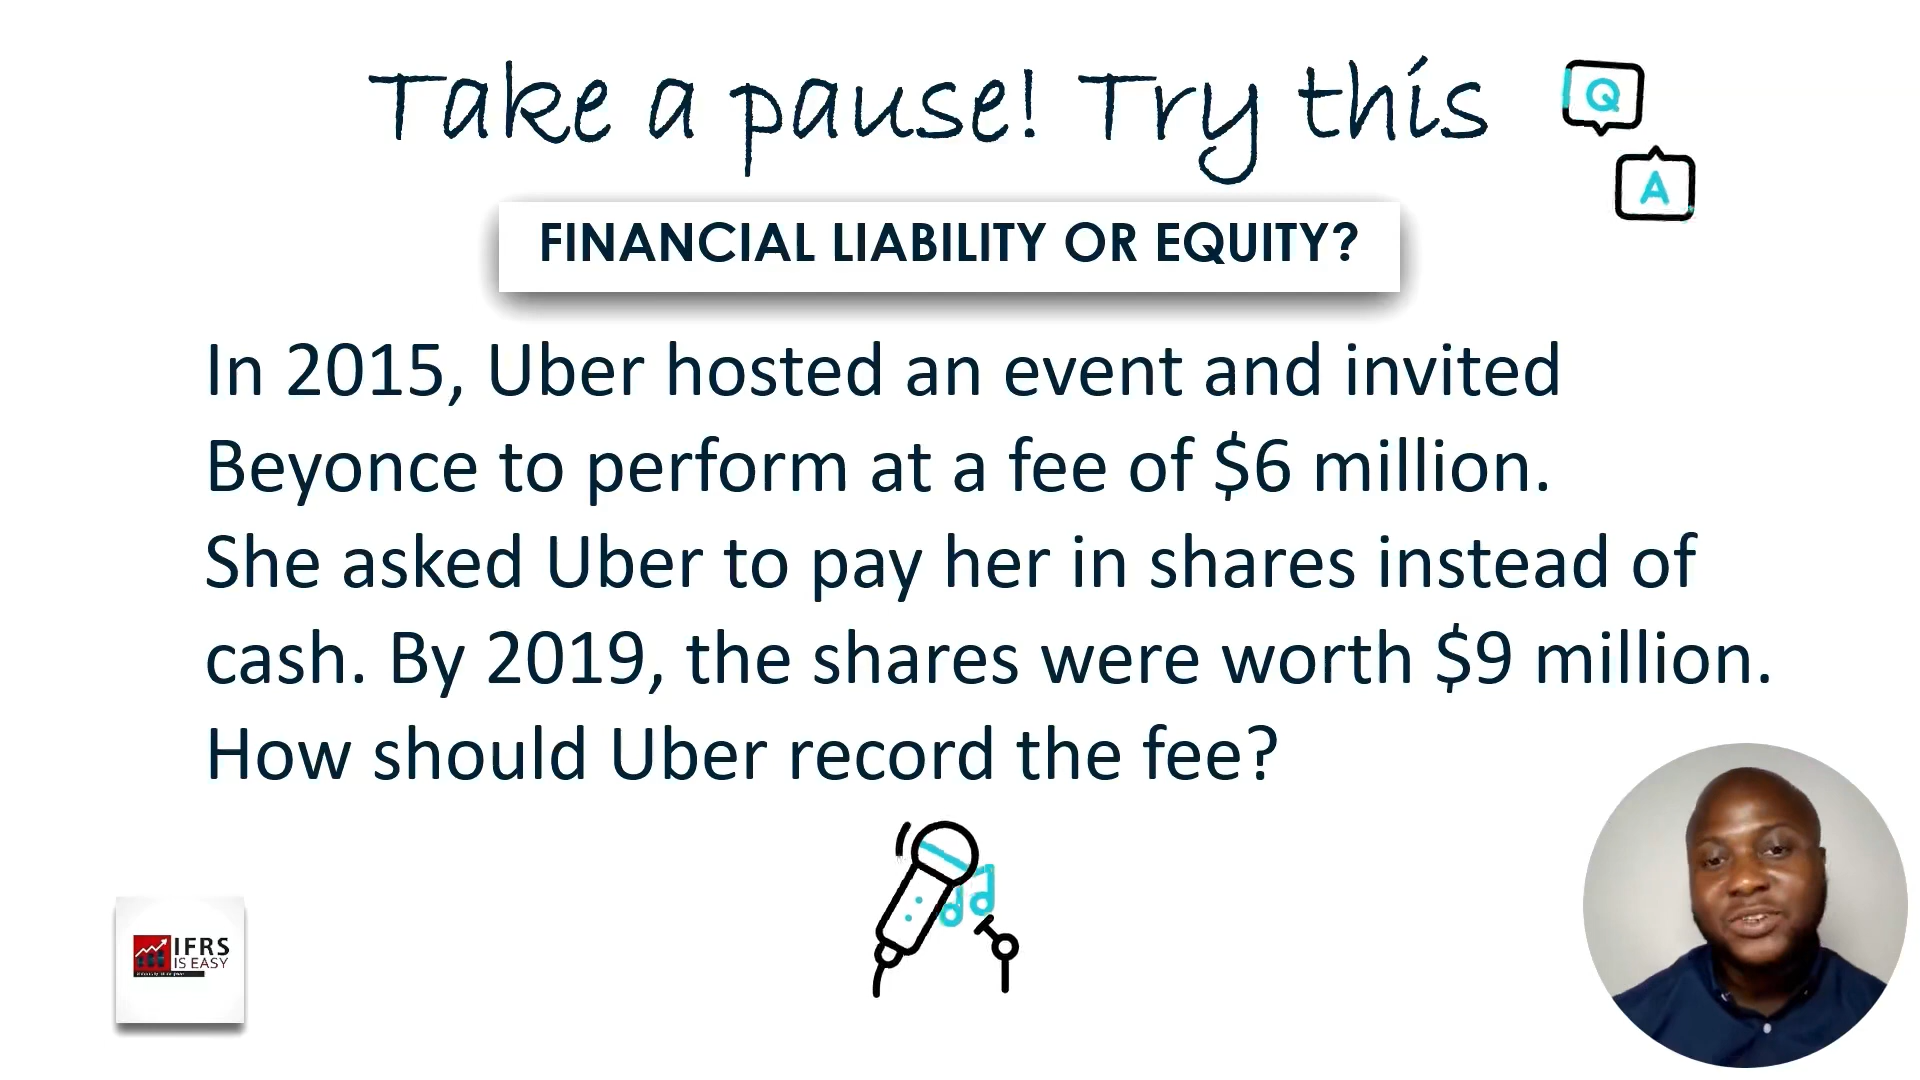 Take a pause! Try this
Q
A
FINANCIAL LIABILITY OR EQUITY?
In 2015, Uber hosted an event and invited
Beyonce to perform at a fee of $6 million.
She asked Uber to pay her in shares instead of
cash. By 2019, the shares were worth $9 million.
How should Uber record the fee?
IFRS
IS EASY